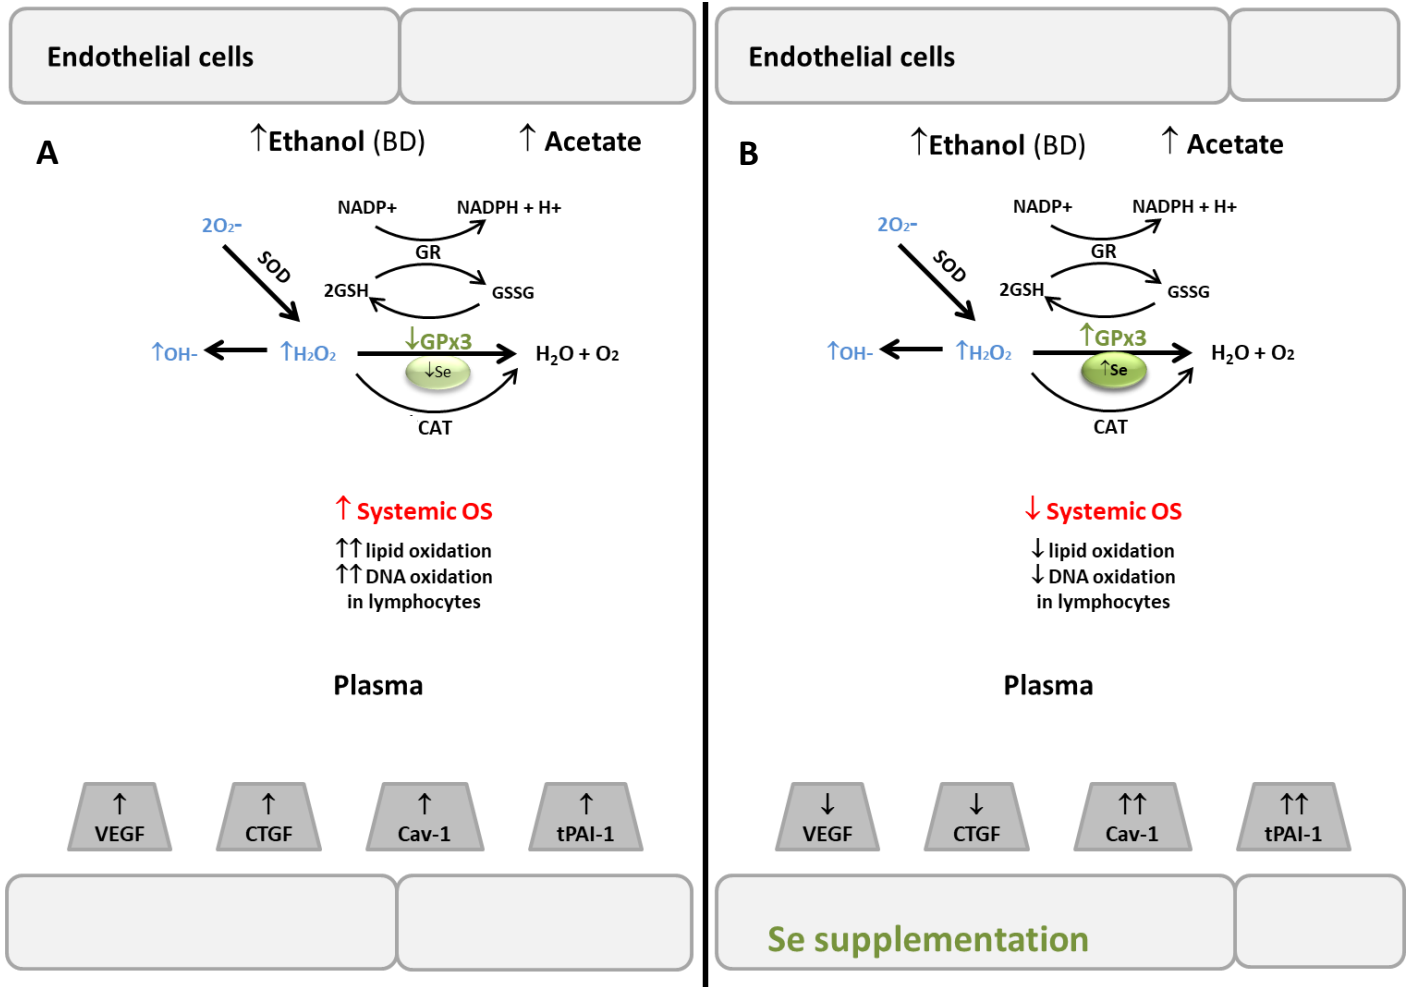 Endothelial cells
A
↑Ethanol (BD)
↑ Acetate
NADP+
NADPH + H+
2O₂-
SOD
GR
2GSH
GSSG
↓GPx3
↑OH-
↑H₂O₂
H₂O + O₂
↓Se
CAT
↑ Systemic OS
↑↑ lipid oxidation
↑↑ DNA oxidation
in lymphocytes
Plasma
↑
VEGF
↑
CTGF
↑
Cav-1
↑
tPAI-1
Endothelial cells
B
↑Ethanol (BD)
↑ Acetate
NADP+
NADPH + H+
2O₂-
SOD
GR
2GSH
GSSG
↑GPx3
↑OH-
↑H₂O₂
H₂O + O₂
↑Se
CAT
↓ Systemic OS
↓ lipid oxidation
↓ DNA oxidation
in lymphocytes
Plasma
↓
VEGF
↓
CTGF
↑↑
Cav-1
↑↑
tPAI-1
Se supplementation